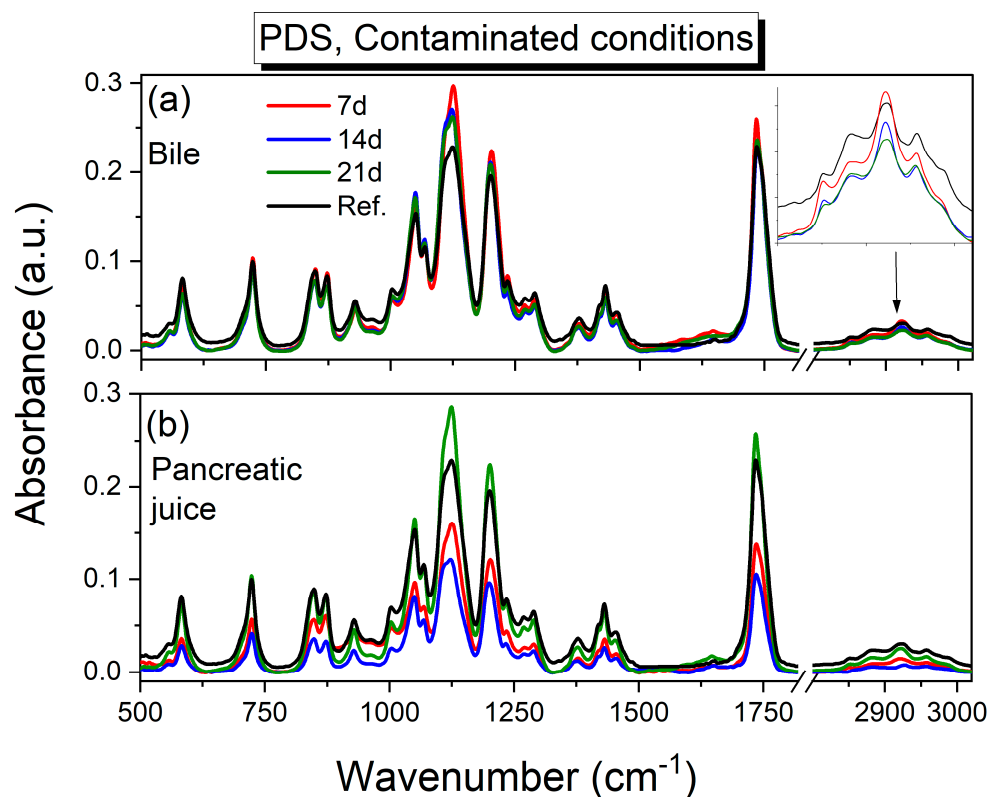 PDS, Contaminated conditions
(a)
Bile
7d
14d
21d
Ref.
0.3
0.2
0.1
0.0
(b)
Pancreatic
juice
0.3
0.2
0.1
0.0
Absorbance (a.u.)
500 750 1000 1250 1500 1750 2900 3000
Wavenumber (cm⁻¹)